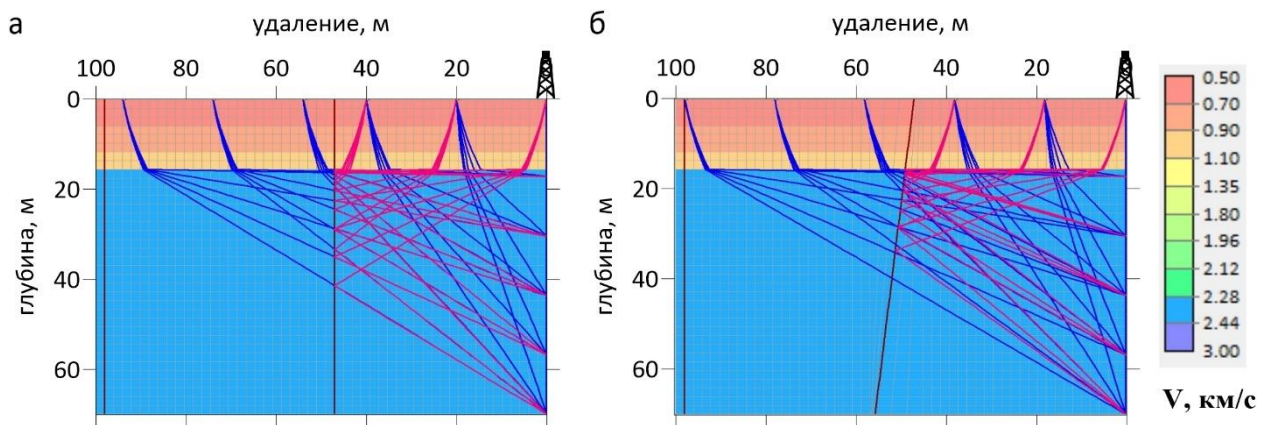 а
удаление, м
100 80 60 40 20
0
20
40
60
глубина, м
б
удаление, м
100 80 60 40 20
0
20
40
60
глубина, м
0.50
0.70
0.90
1.10
1.35
1.80
1.95
2.12
2.28
2.44
3.00
V, км/с